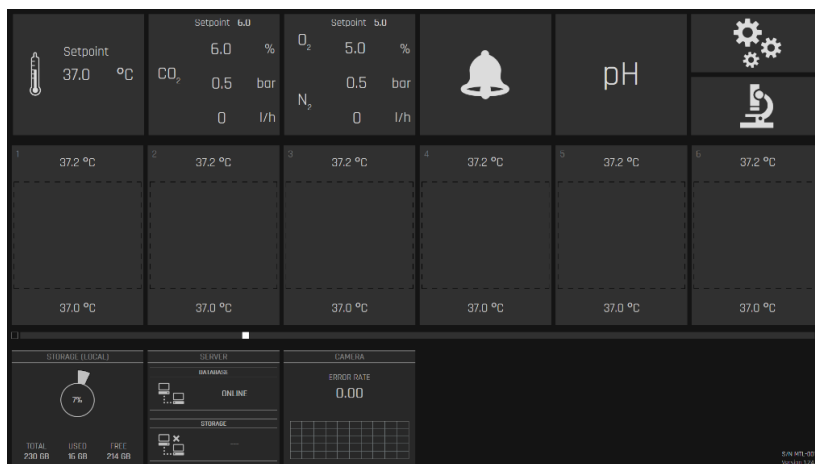 Setpoint
37.0 °C
Setpoint 6.0
6.0 %
CO₂
0.5 bar
0 l/h
Setpoint 5.0
O₂
5.0 %
0.5 bar
N₂
0 l/h
pH
1 37.2 °C
2 37.2 °C
3 37.2 °C
4 37.2 °C
5 37.2 °C
6 37.2 °C
37.0 °C
37.0 °C
37.0 °C
37.0 °C
37.0 °C
37.0 °C
STORAGE (LOCAL)
7%
TOTAL USED FREE
230 GB 16 GB 214 GB
SERVER
DATABASE
ONLINE
STORAGE
---
CAMERA
ERROR RATE
0.00
S/N MTL-00
Version